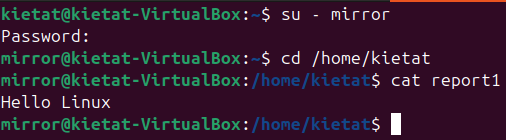 kietat@kietat-VirtualBox:~$ su - mirror
Password:
mirror@kietat-VirtualBox:~$ cd /home/kietat
mirror@kietat-VirtualBox:/home/kietat$ cat report1
Hello Linux
mirror@kietat-VirtualBox:/home/kietat$